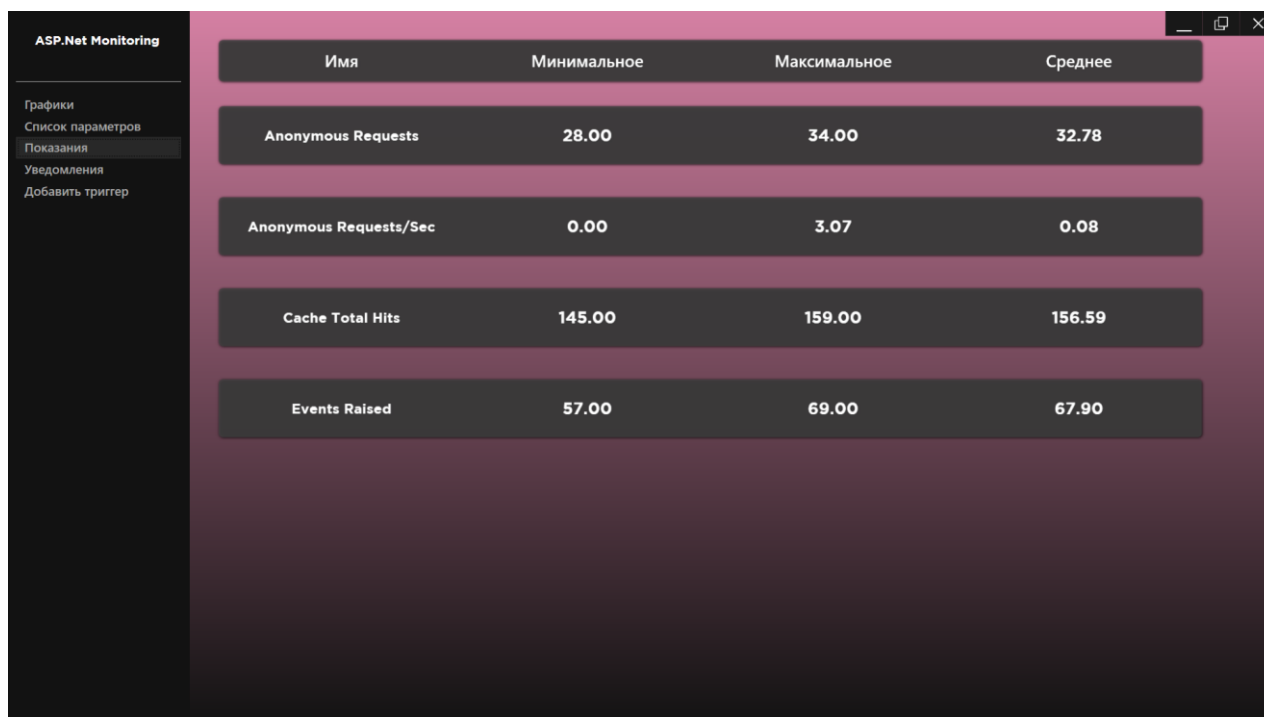 ASP.Net Monitoring
Графики
Список параметров
Показания
Уведомления
Добавить триггер
Имя Минимальное Максимальное Среднее
Anonymous Requests 28.00 34.00 32.78
Anonymous Requests/Sec 0.00 3.07 0.08
Cache Total Hits 145.00 159.00 156.59
Events Raised 57.00 69.00 67.90